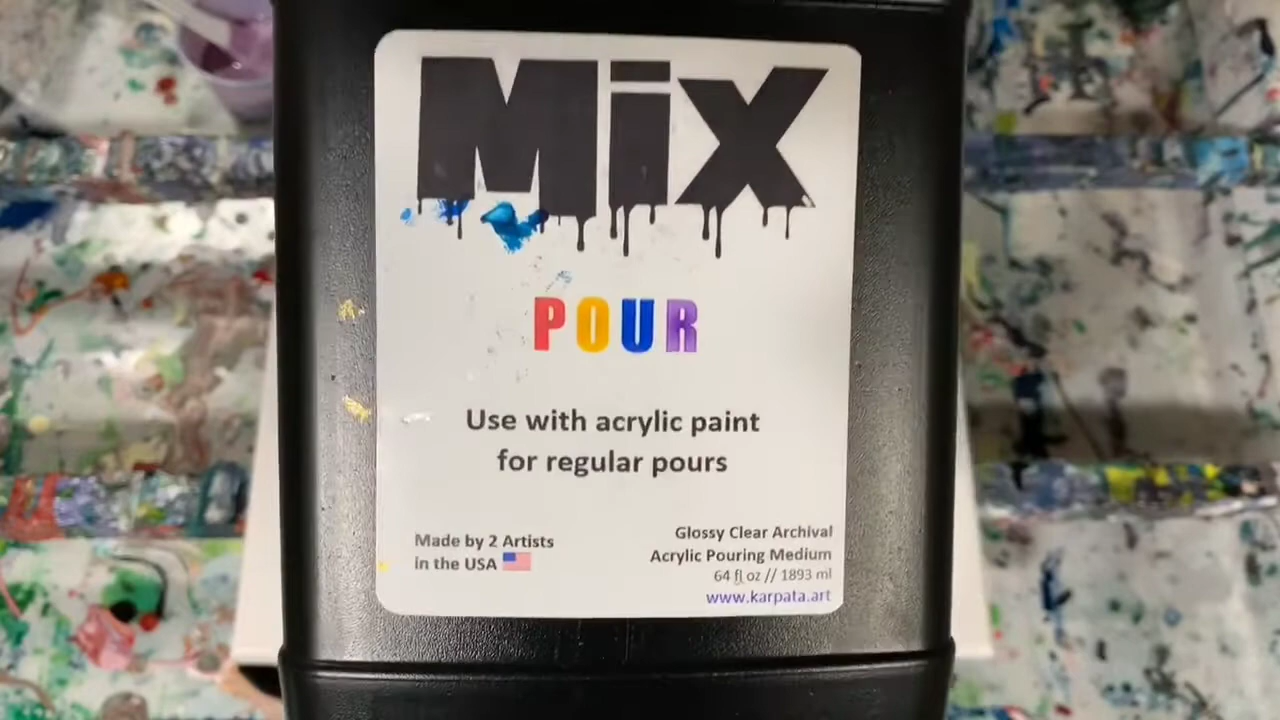 MiX
POUR
Use with acrylic paint
for regular pours
Made by 2 Artists
in the USA
Glossy Clear Archival
Acrylic Pouring Medium
64 fl oz // 1893 ml
www.karpata.art